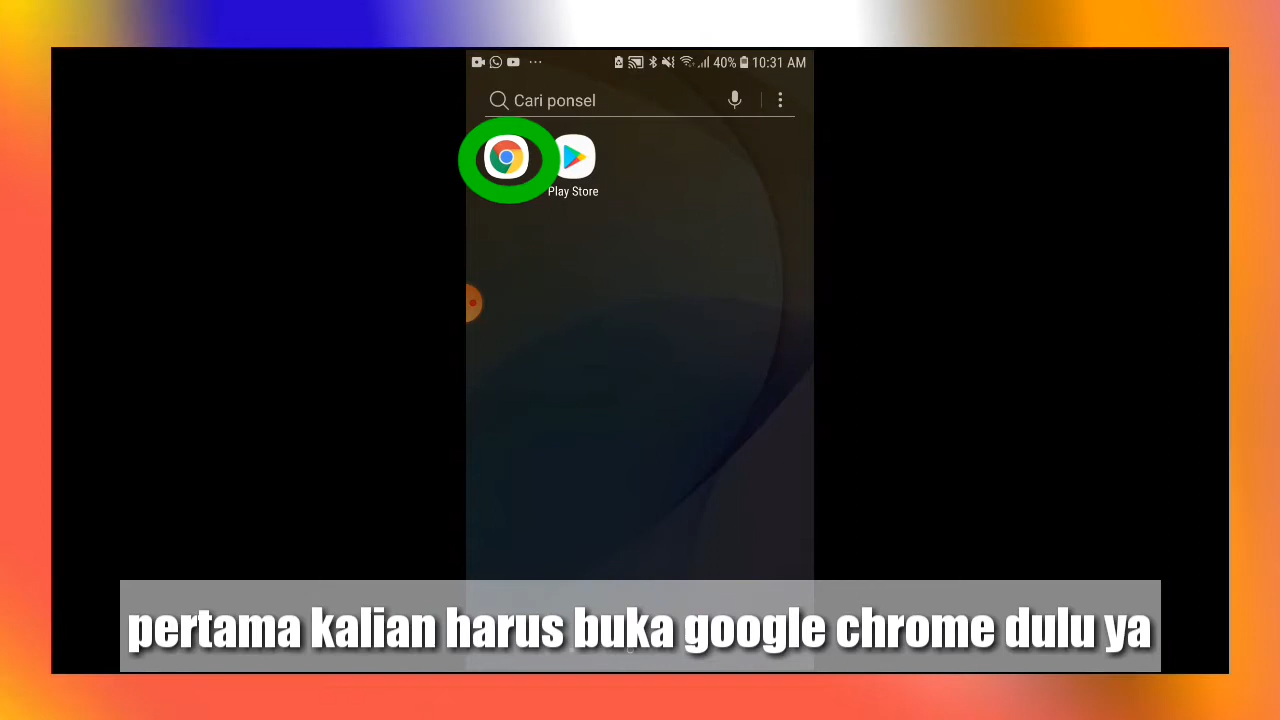 40% 10:31 AM
Cari ponsel
Play Store
pertama kalian harus buka google chrome dulu ya